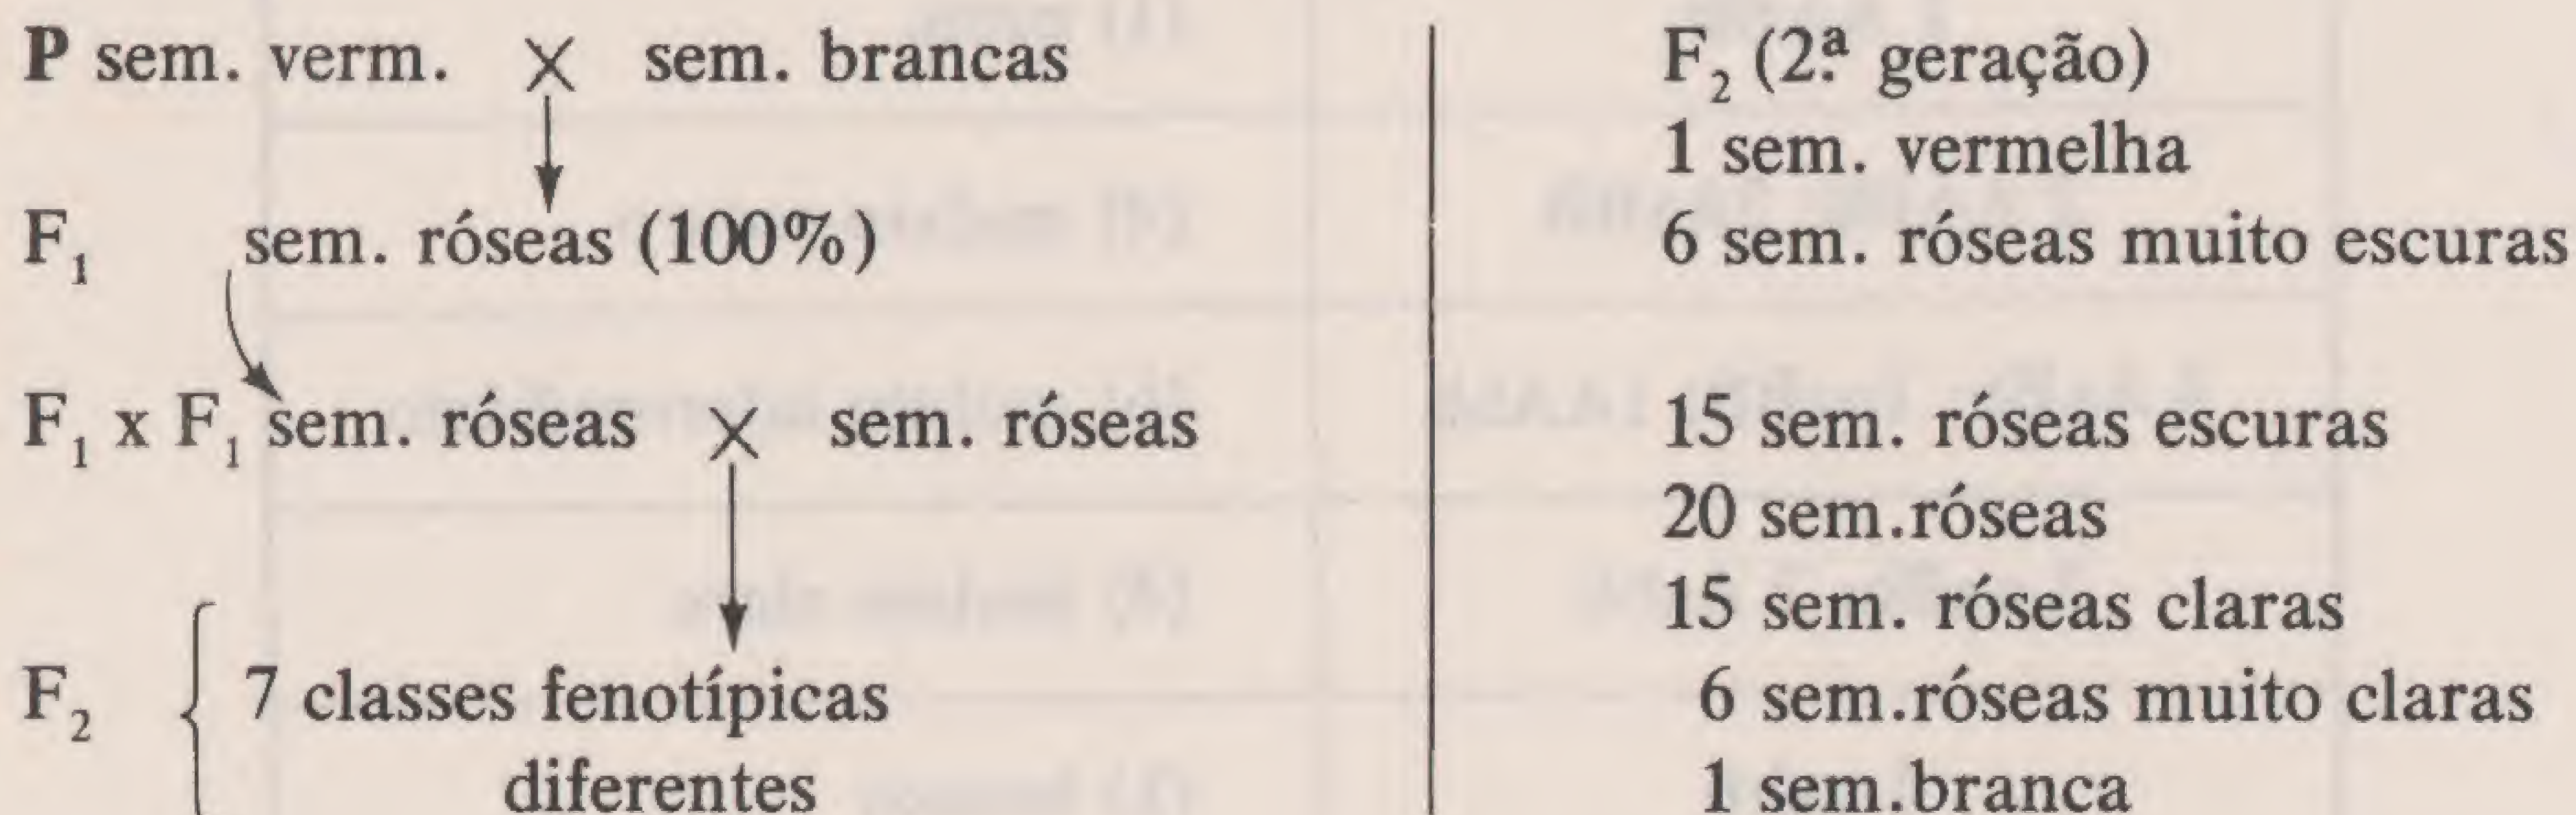 P sem. verm. × sem. brancas
F₁ sem. róseas (100%)
F₁ x F₁ sem. róseas × sem. róseas
F₂ { 7 classes fenotípicas
diferentes
F₂ (2ª geração)
1 sem. vermelha
6 sem. róseas muito escuras
15 sem. róseas escuras
20 sem.róseas
15 sem. róseas claras
6 sem.róseas muito claras
1 sem.branca